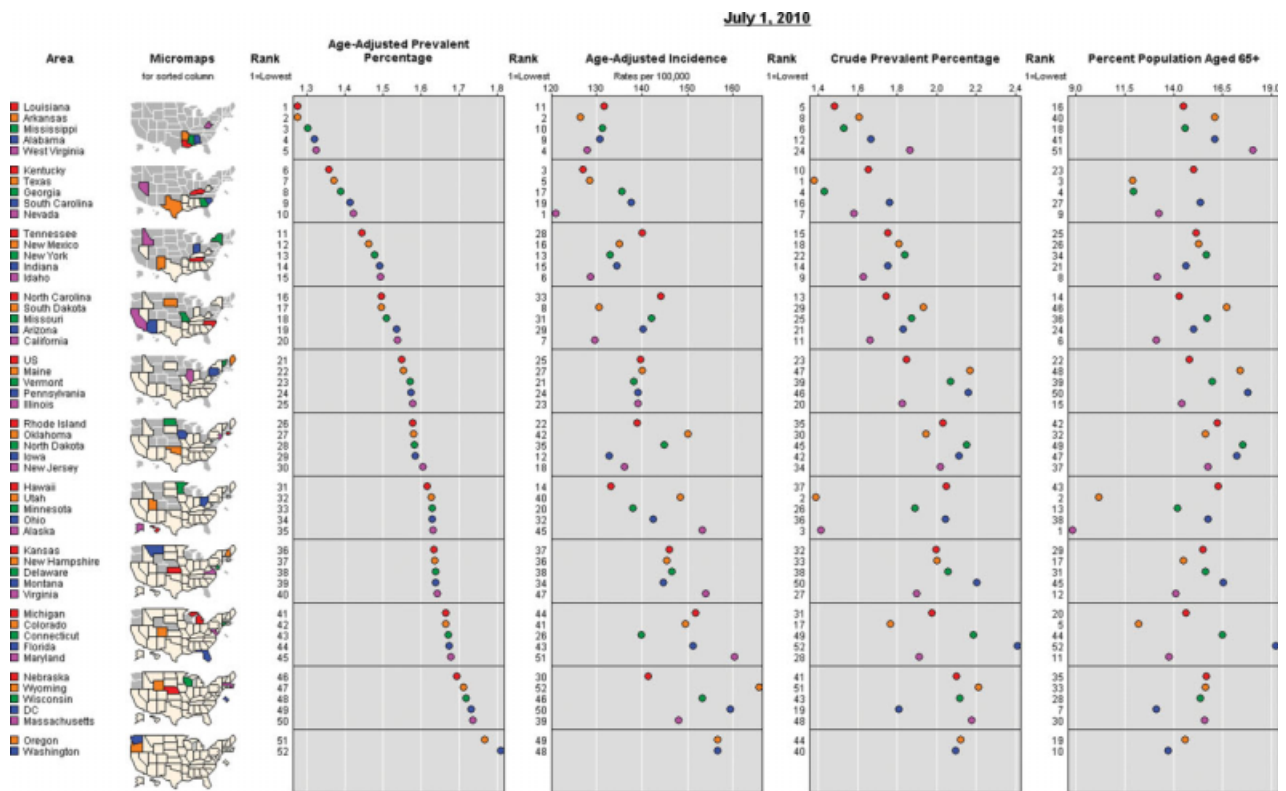 July 1, 2010
Area Micromaps Rank Age-Adjusted Prevalent Percentage Rank Age-Adjusted Incidence Rank Crude Prevalent Percentage Rank Percent Population Aged 65+
for sorted column 1=Lowest 1=Lowest Rates per 100,000 1=Lowest 1=Lowest
1.3 1.4 1.5 1.6 1.7 1.8 120 130 140 150 160 1.4 1.6 1.8 2.0 2.2 2.4 9.0 11.5 14.0 16.5 19.0
Louisiana 1 11 5 16
Arkansas 2 2 8 40
Mississippi 3 10 6 18
Alabama 4 9 12 41
West Virginia 5 4 24 51
Kentucky 6 3 10 23
Texas 7 5 1 3
Georgia 8 17 4 4
South Carolina 9 19 16 27
Nevada 10 1 7 9
Tennessee 11 28 15 25
New Mexico 12 16 18 26
New York 13 13 22 34
Indiana 14 15 14 21
Idaho 15 6 9 8
North Carolina 16 33 13 14
South Dakota 17 8 29 46
Missouri 18 31 25 36
Arizona 19 29 21 24
California 20 7 11 6
US 21 25 23 22
Maine 22 27 47 48
Vermont 23 21 39 39
Pennsylvania 24 24 46 50
Illinois 25 23 20 15
Rhode Island 26 22 35 42
Oklahoma 27 42 30 32
North Dakota 28 35 45 49
Iowa 29 12 42 47
New Jersey 30 18 34 37
Hawaii 31 14 37 43
Utah 32 40 2 2
Minnesota 33 20 26 13
Ohio 34 32 36 38
Alaska 35 45 3 1
Kansas 36 37 32 29
New Hampshire 37 36 33 17
Delaware 38 38 38 31
Montana 39 34 50 45
Virginia 40 47 27 12
Michigan 41 44 31 20
Colorado 42 41 17 5
Connecticut 43 26 49 44
Florida 44 43 52 52
Maryland 45 51 28 11
Nebraska 46 30 41 35
Wyoming 47 52 51 33
Wisconsin 48 46 43 28
DC 49 50 19 7
Massachusetts 50 39 48 30
Oregon 51 49 44 19
Washington 52 48 40 10